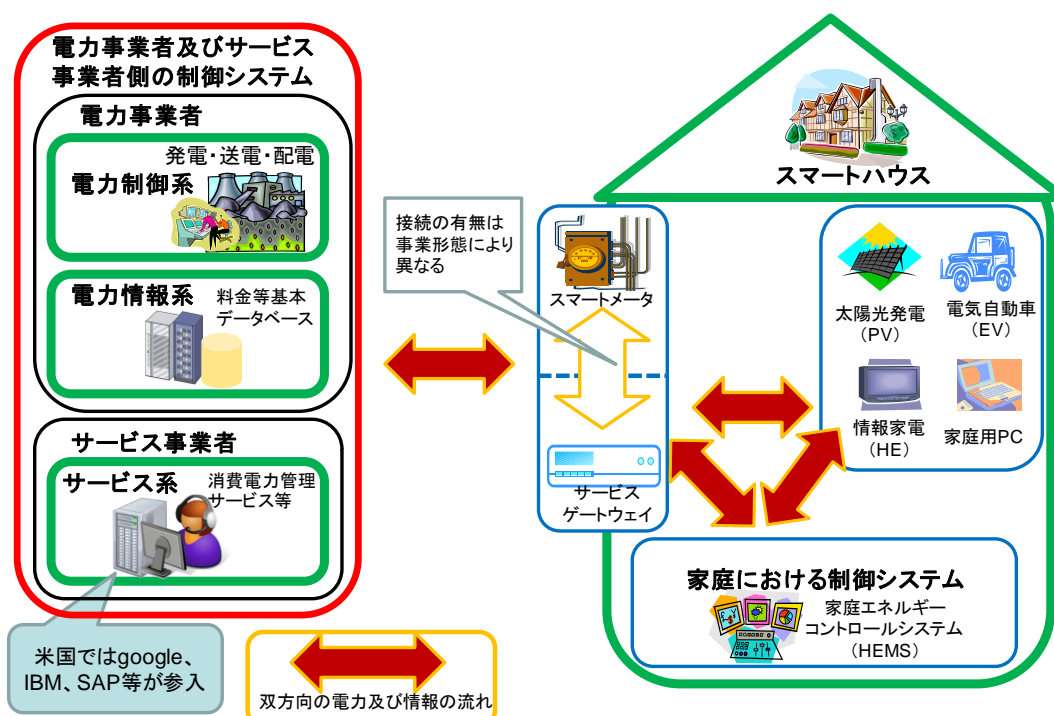 電力事業者及びサービス
事業者側の制御システム
電力事業者
発電・送電・配電
電力制御系
電力情報系
料金等基本
データベース
サービス事業者
サービス系
消費電力管理
サービス等
米国ではgoogle、
IBM、SAP等が参入
双方向の電力及び情報の流れ
接続の有無は
事業形態により
異なる
スマートメータ
サービス
ゲートウェイ
スマートハウス
太陽光発電
(PV)
電気自動車
(EV)
情報家電
(HE)
家庭用PC
家庭における制御システム
家庭エネルギー
コントロールシステム
(HEMS)